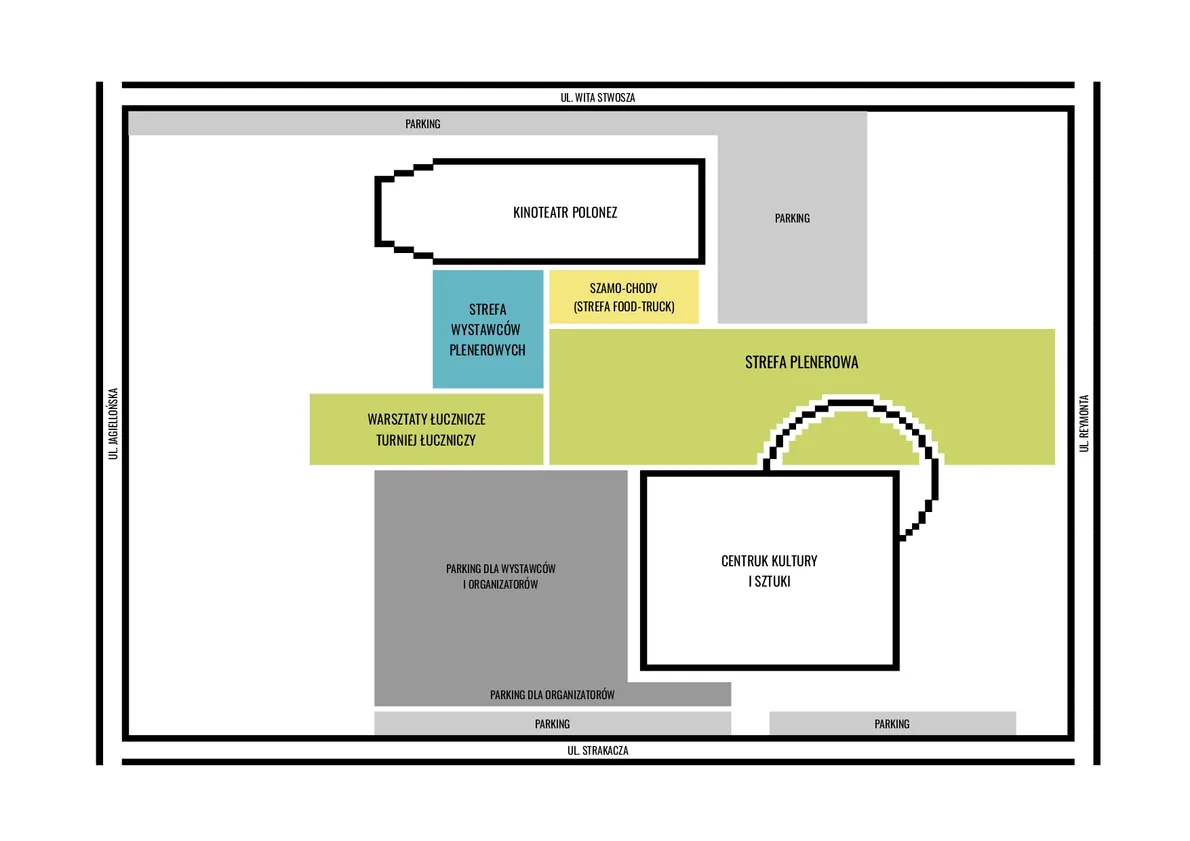 UL. WITA STWOSZA
PARKING
KINOTEATR POLONEZ
PARKING
SZAMO-CHODY
(STREFA FOOD-TRUCK)
STREFA
WYSTAWCÓW
PLENEROWYCH
STREFA PLENEROWA
UL. JAGIELLOŃSKA
UL. REYMONTA
WARSZTATY ŁUCZNICZE
TURNIEJ ŁUCZNICZY
CENTRUK KULTURY
I SZTUKI
PARKING DLA WYSTAWCÓW
I ORGANIZATORÓW
PARKING DLA ORGANIZATORÓW
PARKING
PARKING
UL. STRAKACZA